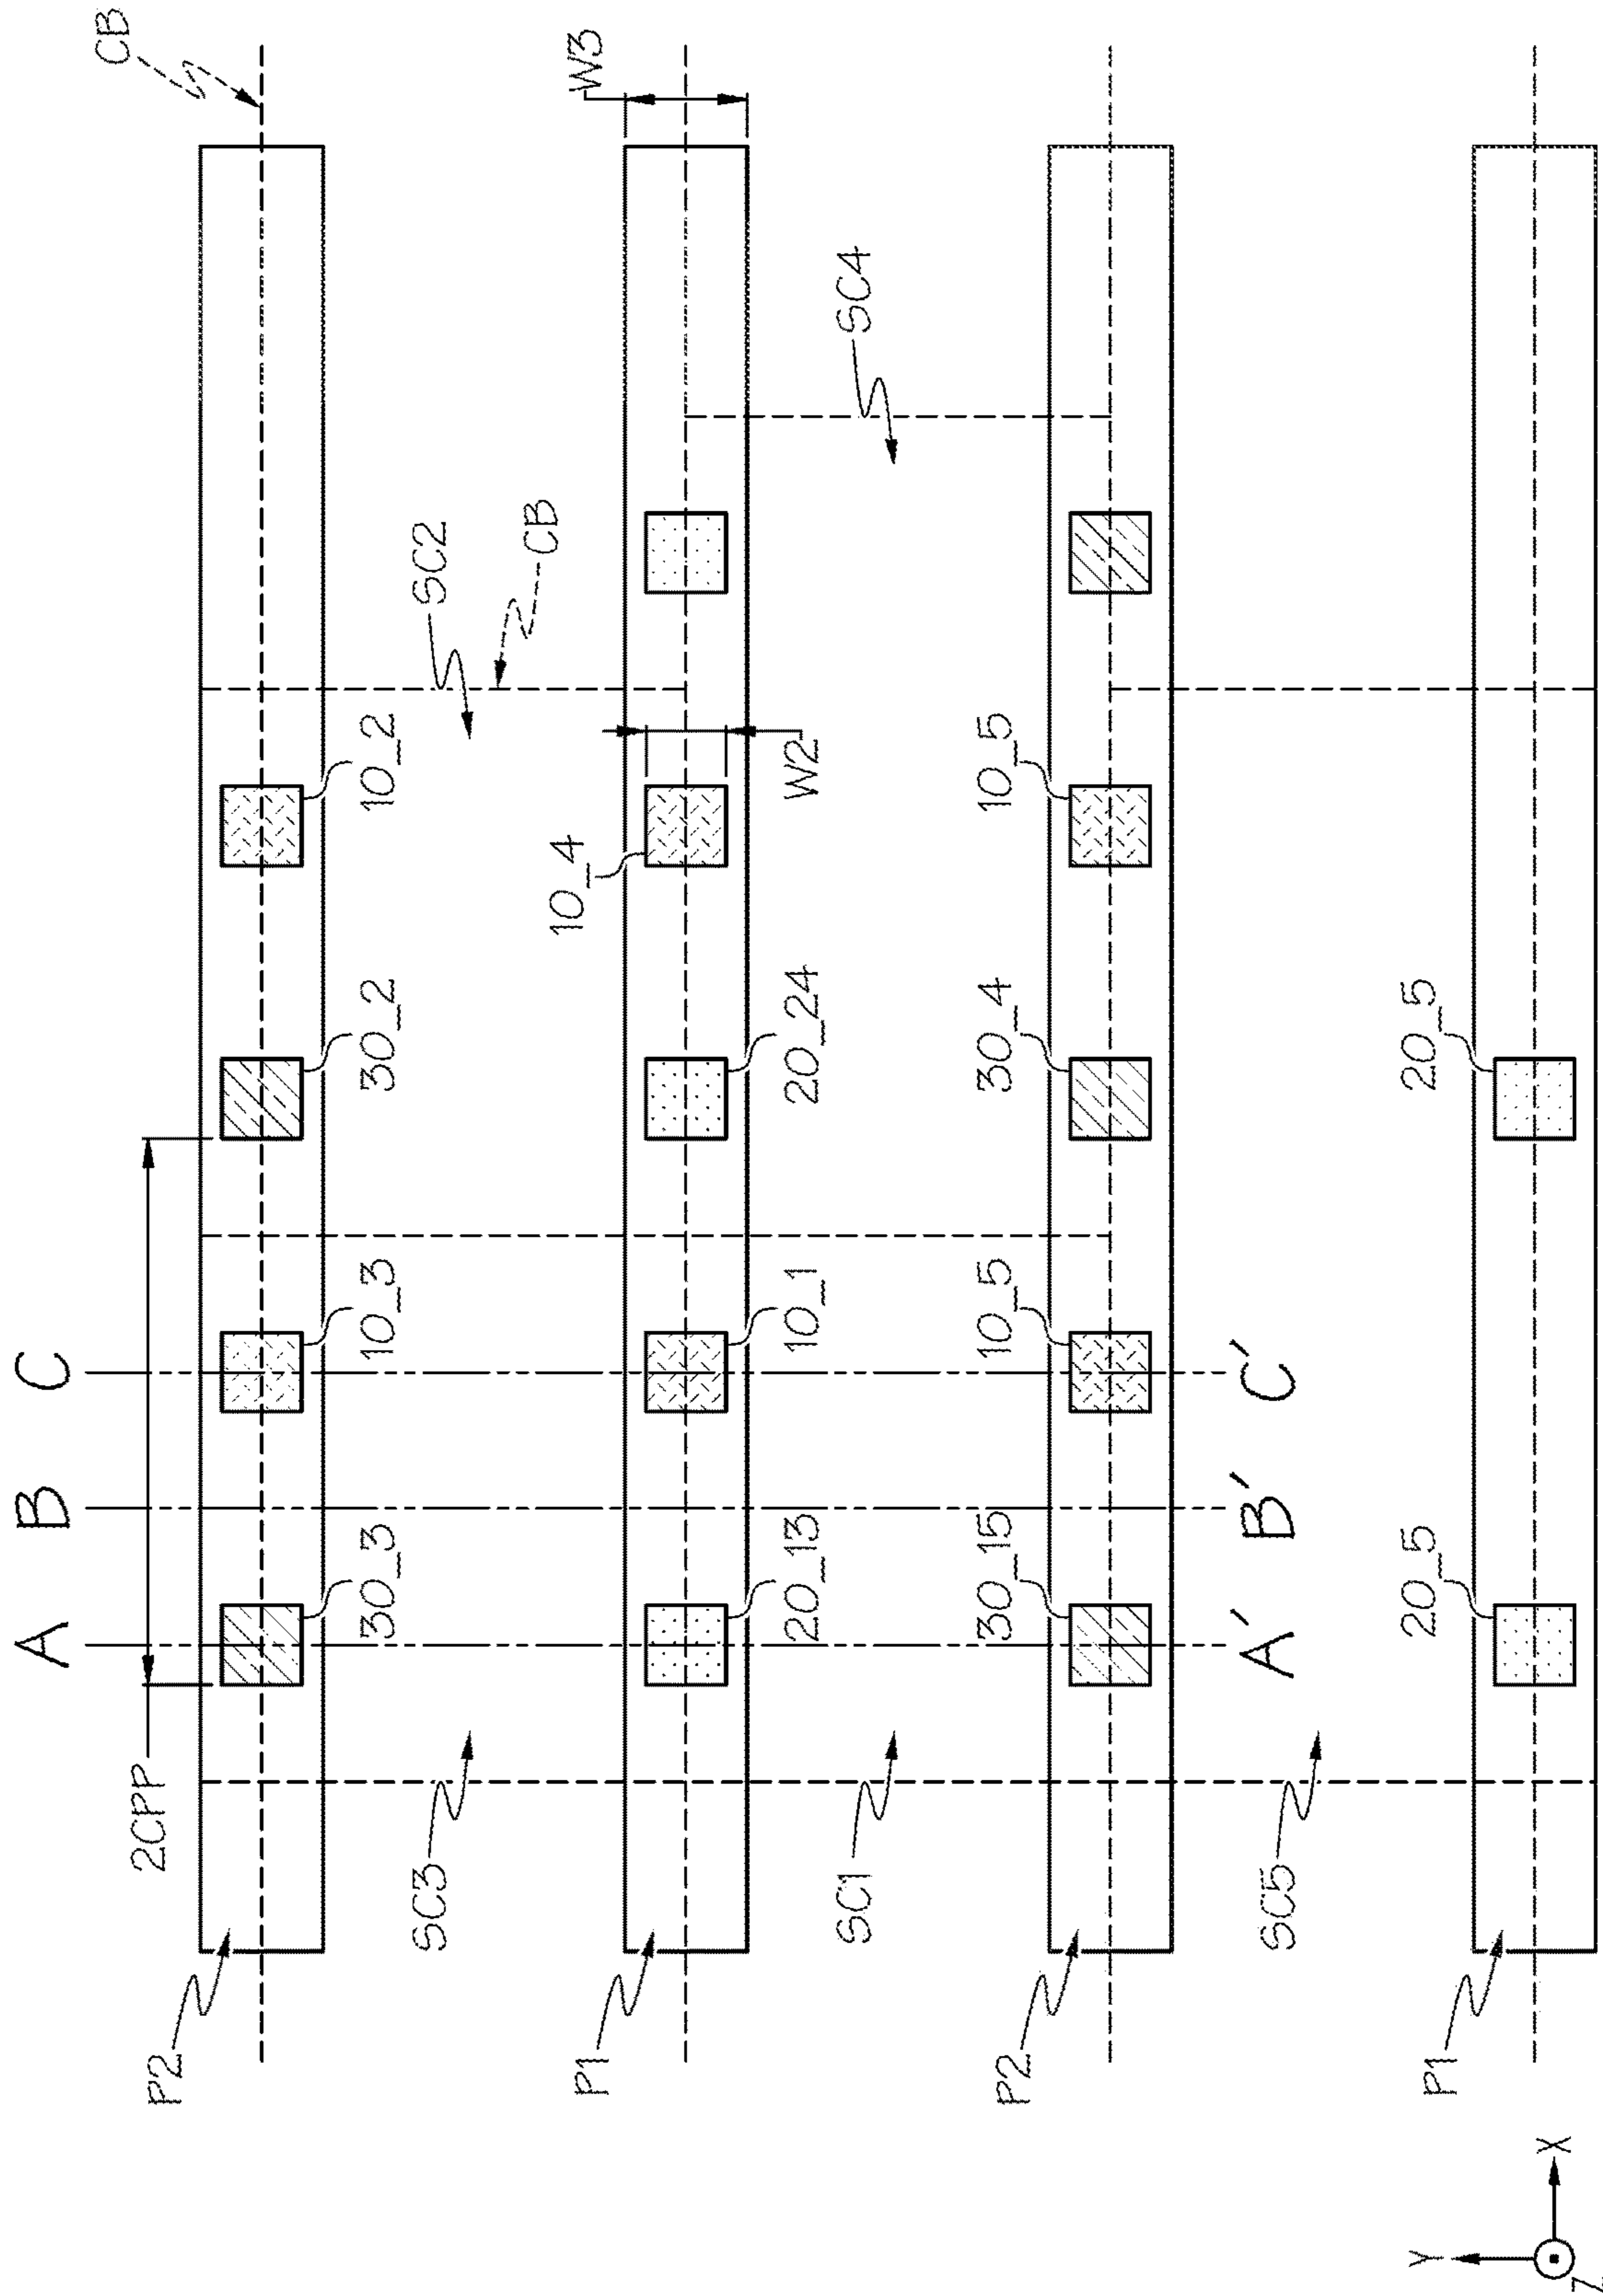 CB
W3
SC4
SC2
CB
10_2
W2
10_4
10_5
30_2
20_24
30_4
20_5
C
10_3
10_1
10_5
C'
B
B'
A
30_3
20_13
30_15
A'
20_5
2CPP
SC3
SC1
SC5
P2
P1
P2
P1
X
Y
Z